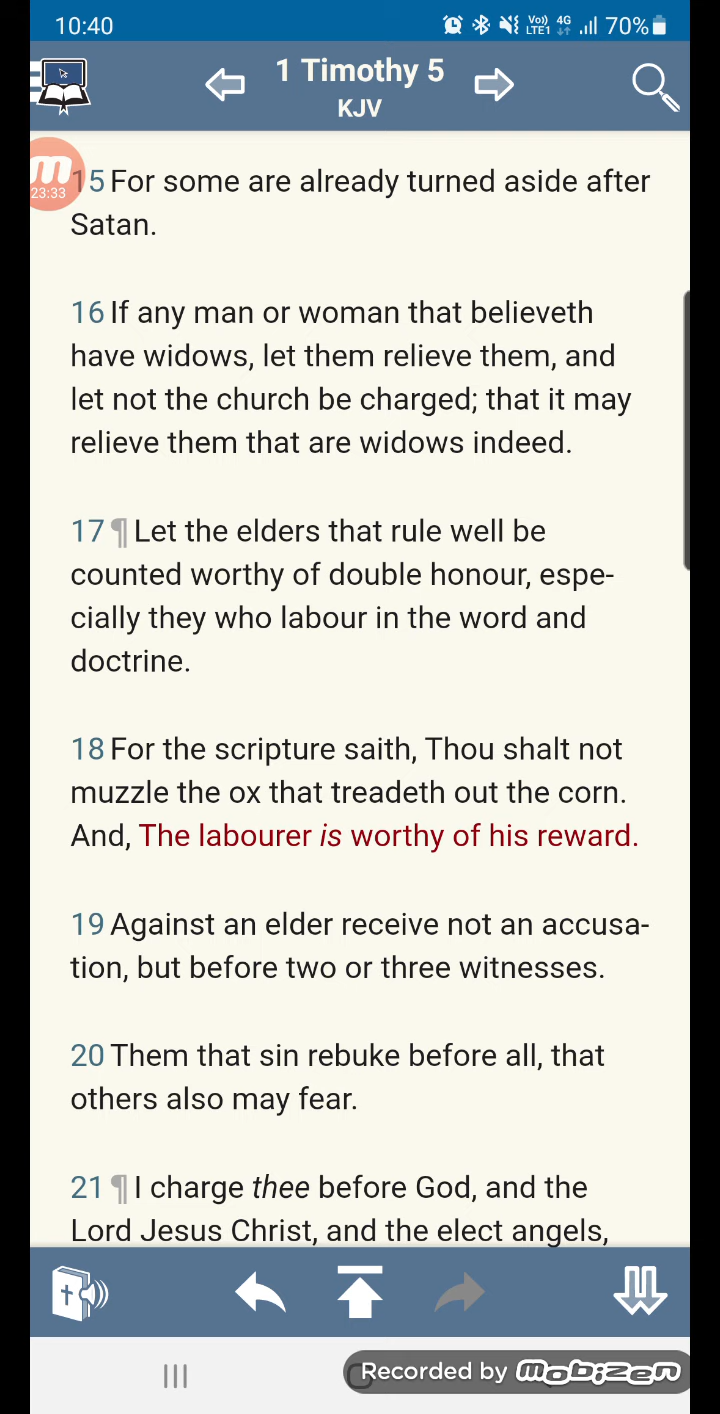 10:40 Vo)) LTE1 4G 70%
1 Timothy 5
KJV
m
23:33
15 For some are already turned aside after
Satan.
16 If any man or woman that believeth
have widows, let them relieve them, and
let not the church be charged; that it may
relieve them that are widows indeed.
17 ¶ Let the elders that rule well be
counted worthy of double honour, espe-
cially they who labour in the word and
doctrine.
18 For the scripture saith, Thou shalt not
muzzle the ox that treadeth out the corn.
And, The labourer is worthy of his reward.
19 Against an elder receive not an accusa-
tion, but before two or three witnesses.
20 Them that sin rebuke before all, that
others also may fear.
21 ¶ I charge thee before God, and the
Lord Jesus Christ, and the elect angels,
Recorded by mobizen